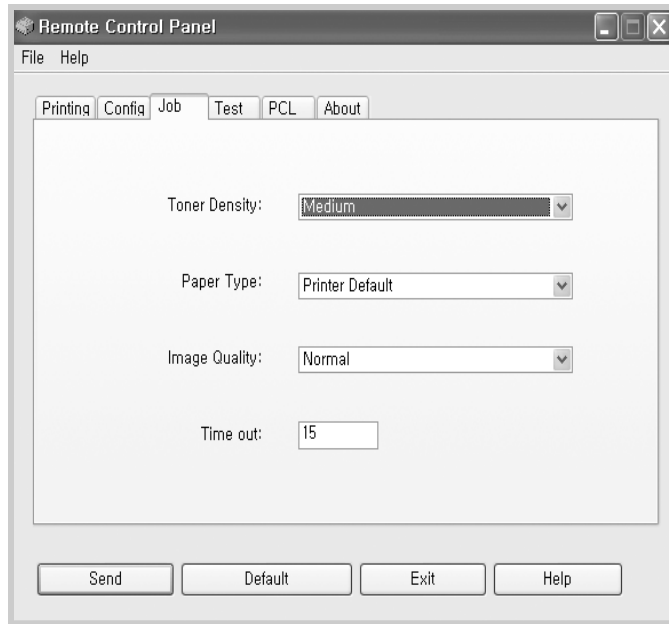 Remote Control Panel
File Help
Printing Config Job Test PCL About
Toner Density: Medium
Paper Type: Printer Default
Image Quality: Normal
Time out: 15
Send Default Exit Help